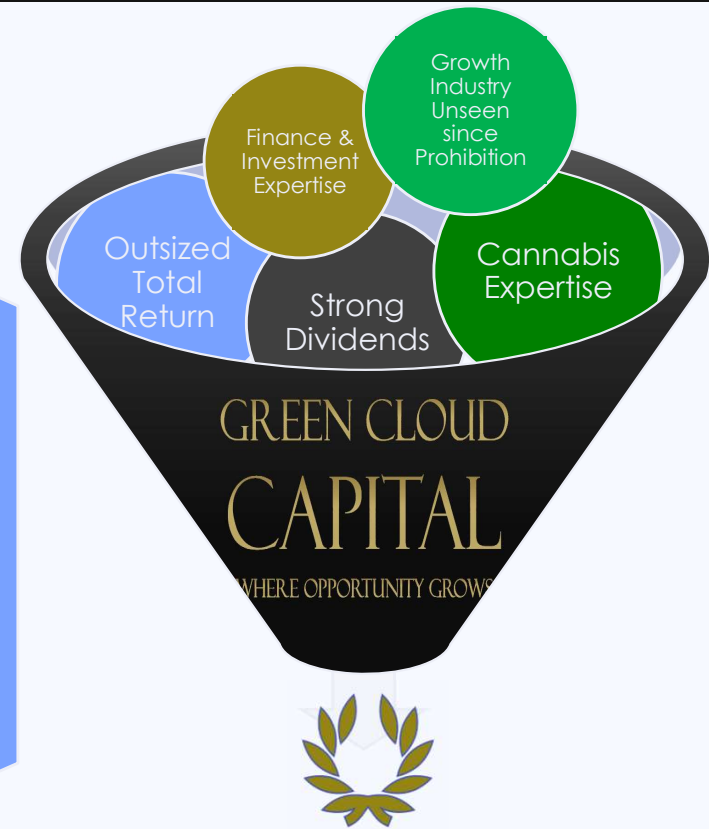 Growth
Industry
Unseen
since
Prohibition
Finance &
Investment
Expertise
Outsized
Total
Return
Strong
Dividends
Cannabis
Expertise
GREEN CLOUD
CAPITAL
WHERE OPPORTUNITY GROWS